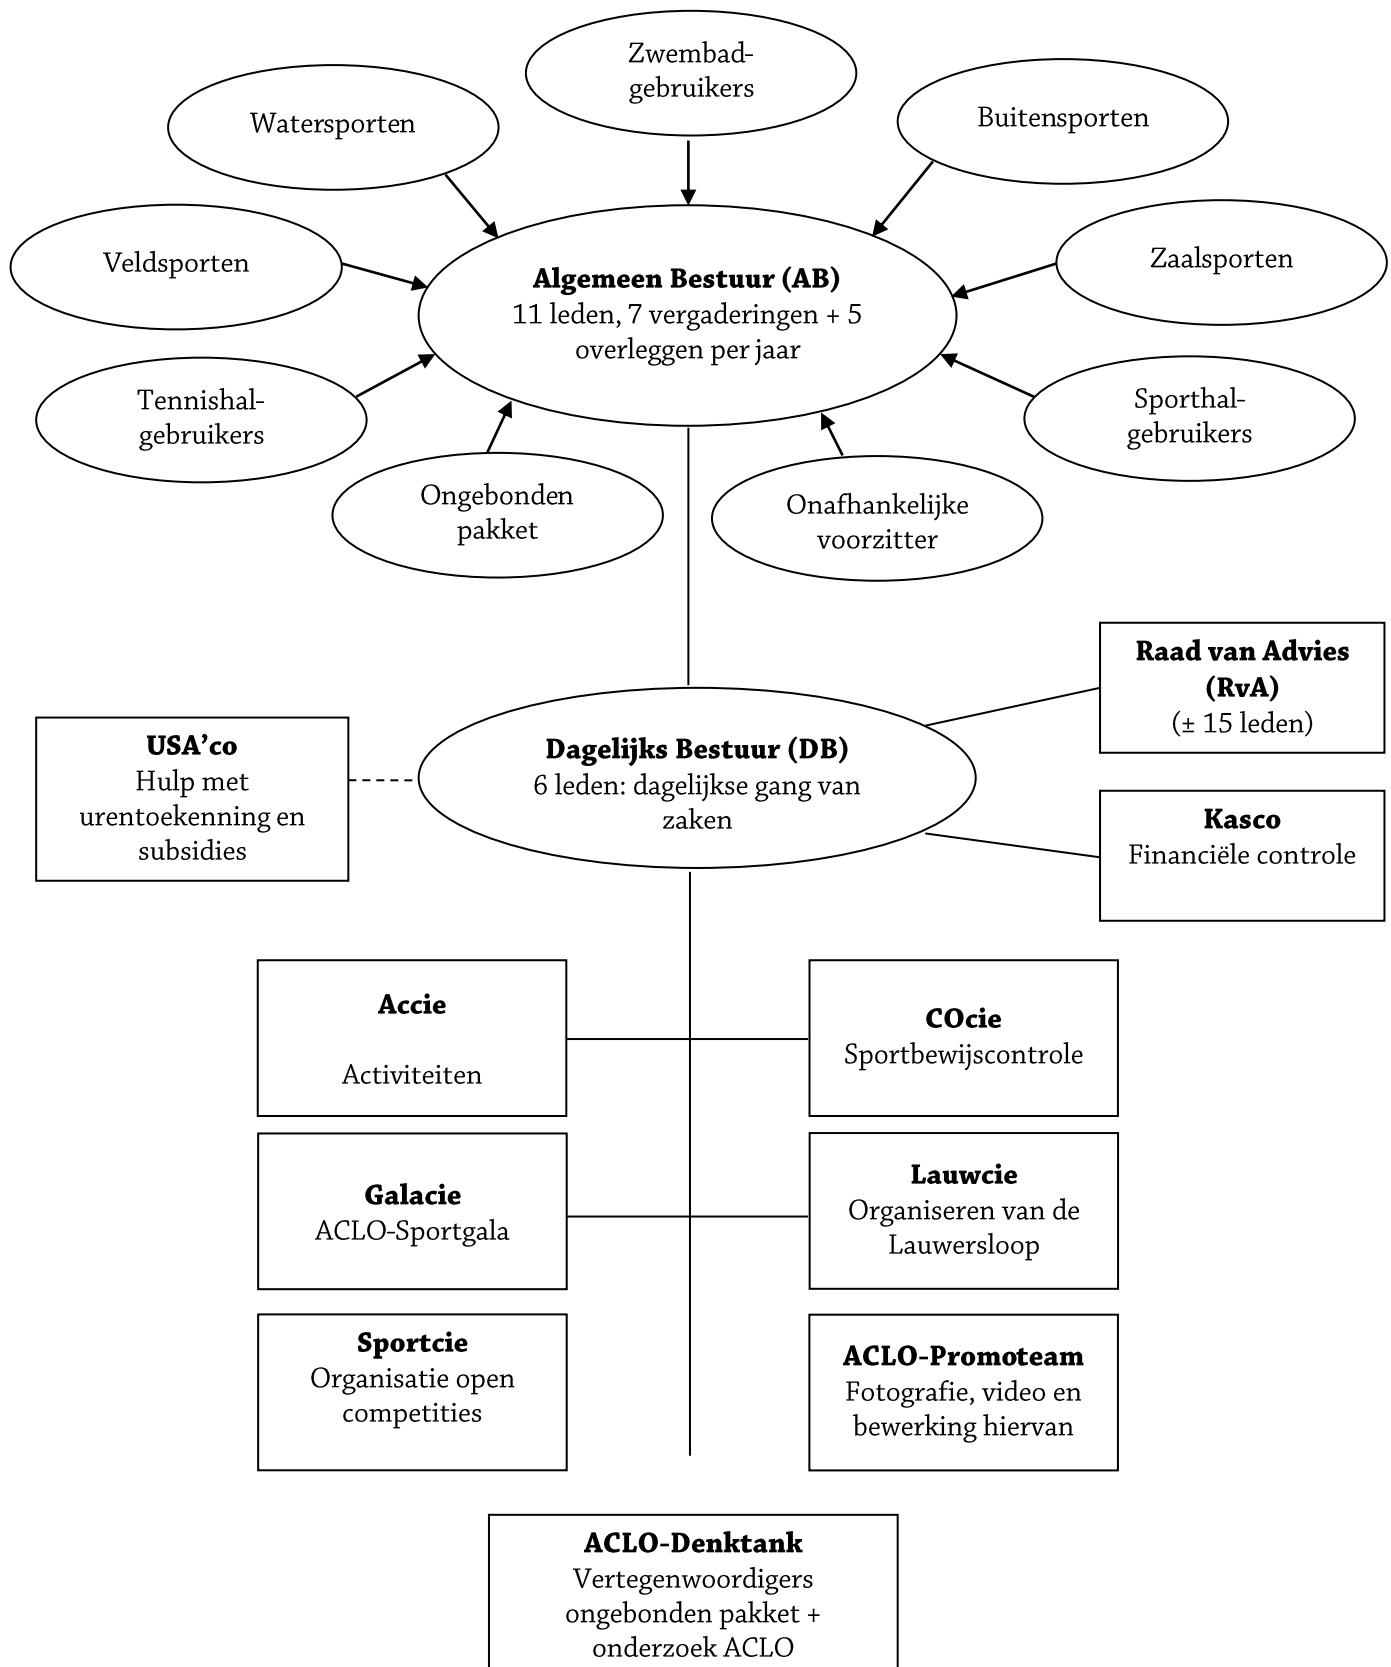 Zwembad-
gebruikers
Watersporten
Buitensporten
Veldsporten
Zaalsporten
Algemeen Bestuur (AB)
11 leden, 7 vergaderingen + 5
overleggen per jaar
Tennishal-
gebruikers
Sporthal-
gebruikers
Ongebonden
pakket
Onafhankelijke
voorzitter
Raad van Advies
(RvA)
(± 15 leden)
USA’co
Hulp met
urentoekenning en
subsidies
Dagelijks Bestuur (DB)
6 leden: dagelijkse gang van
zaken
Kasco
Financiële controle
Accie
Activiteiten
COcie
Sportbewijscontrole
Galacie
ACLO-Sportgala
Lauwcie
Organiseren van de
Lauwersloop
Sportcie
Organisatie open
competities
ACLO-Promoteam
Fotografie, video en
bewerking hiervan
ACLO-Denktank
Vertegenwoordigers
ongebonden pakket +
onderzoek ACLO